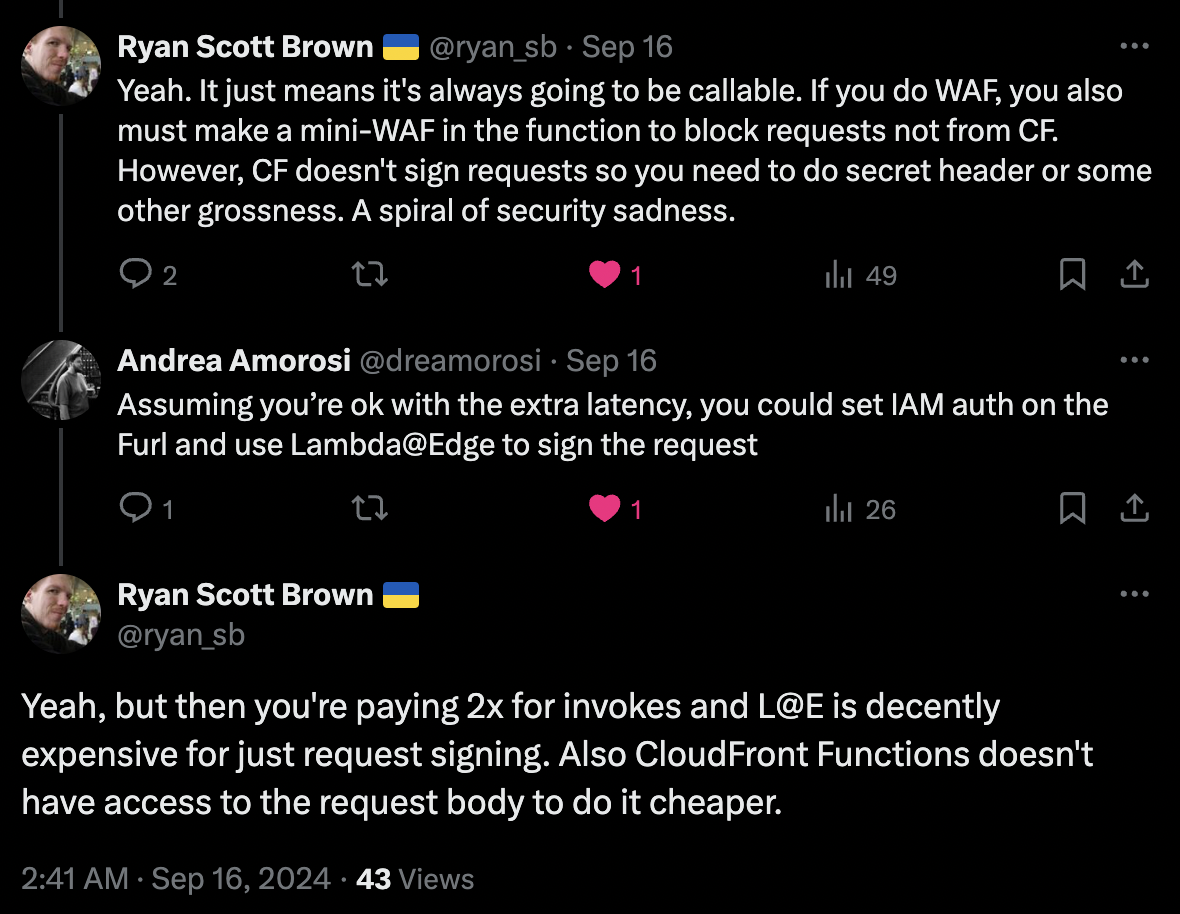 Ryan Scott Brown 🇺🇦 @ryan_sb · Sep 16
Yeah. It just means it's always going to be callable. If you do WAF, you also
must make a mini-WAF in the function to block requests not from CF.
However, CF doesn't sign requests so you need to do secret header or some
other grossness. A spiral of security sadness.
2 1 49
Andrea Amorosi @dreamorosi · Sep 16
Assuming you’re ok with the extra latency, you could set IAM auth on the
Furl and use Lambda@Edge to sign the request
1 1 26
Ryan Scott Brown 🇺🇦
@ryan_sb
Yeah, but then you're paying 2x for invokes and L@E is decently
expensive for just request signing. Also CloudFront Functions doesn't
have access to the request body to do it cheaper.
2:41 AM · Sep 16, 2024 · 43 Views